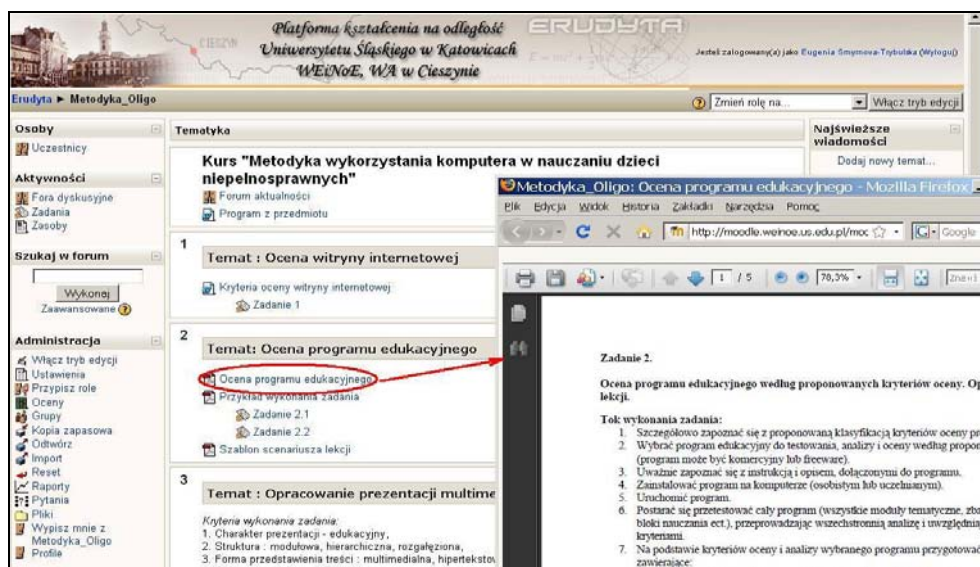 Platforma kształcenia na odległość
Uniwersytetu Śląskiego w Katowicach
WEiNoE, WA w Cieszynie
CIESZYN
ERUDYTA
Jesteś zalogowany(a) jako Eugenia Smyrnova-Trybulska (Wyloguj)
Erudyta ► Metodyka_Oligo
Zmień rolę na...
Włącz tryb edycji
Osoby
Uczestnicy
Aktywności
Fora dyskusyjne
Zadania
Zasoby
Szukaj w forum
Wykonaj
Zaawansowane
Administracja
Włącz tryb edycji
Ustawienia
Przypisz role
Oceny
Grupy
Kopia zapasowa
Odtwórz
Import
Reset
Raporty
Pytania
Pliki
Wypisz mnie z
Metodyka_Oligo
Profile
Tematyka
Kurs "Metodyka wykorzystania komputera w nauczaniu dzieci
niepełnosprawnych"
Forum aktualności
Program z przedmiotu
1
Temat : Ocena witryny internetowej
Kryteria oceny witryny internetowej
Zadanie 1
2
Temat: Ocena programu edukacyjnego
Ocena programu edukacyjnego
Przykład wykonania zadania
Zadanie 2.1
Zadanie 2.2
Szablon scenariusza lekcji
3
Temat : Opracowanie prezentacji multime
Kryteria wykonania zadania:
1. Charakter prezentacji - edukacyjny,
2. Struktura : modułowa, hierarchiczna, rozgałęziona,
3. Forma przedstawienia treści : multimedialna, hipertekstow
Najświeższe
wiadomości
Dodaj nowy temat...
Metodyka_Oligo: Ocena programu edukacyjnego - Mozilla Firefox
Plik Edycja Widok Historia Zakładki Narzędzia Pomoc
http://moodle.weinoe.us.edu.pl/moc
Google
1 / 5
78,3%
Zadanie 2.
Ocena programu edukacyjnego według proponowanych kryteriów oceny. Op
lekcji.
Tok wykonania zadania:
1. Szczegółowo zapoznać się z proponowaną klasyfikacją kryteriów oceny pro
2. Wybrać program edukacyjny do testowania, analizy i oceny według propon
(program może być komercyjny lub freeware).
3. Uważnie zapoznać się z instrukcją i opisem, dołączonymi do programu.
4. Zainstalować program na komputerze (osobistym lub uczelnianym).
5. Uruchomić program.
6. Postarać się przetestować cały program (wszystkie moduły tematyczne, zbo
bloki nauczania ect.), przeprowadzając wszechstronną analizę i uwzględnia
kryteriami.
7. Na podstawie kryteriów oceny i analizy wybranego programu przygotować
zawierające: